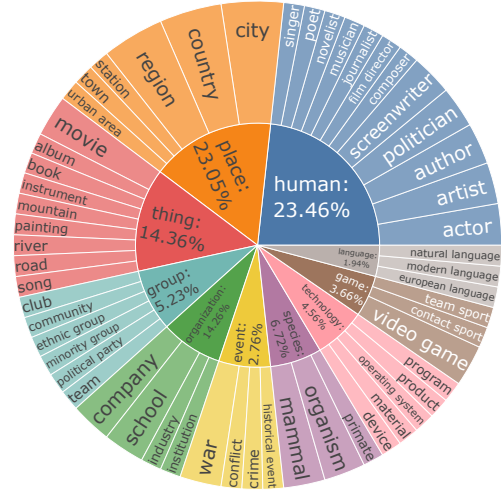 human:
23.46%
singer
poet
novelist
musician
journalist
film director
composer
screenwriter
politician
author
artist
actor
language:
1.94%
natural language
modern language
european language
game:
3.66%
team sport
contact sport
video game
technology:
4.56%
program
product
operating system
material
device
species:
6.72%
primate
organism
mammal
event:
2.76%
historical event
crime
conflict
war
organization:
14.26%
institution
industry
school
company
group:
5.23%
team
political party
minority group
ethnic group
community
club
thing:
14.36%
song
road
river
painting
mountain
instrument
book
album
movie
place:
23.05%
urban area
town
station
region
country
city